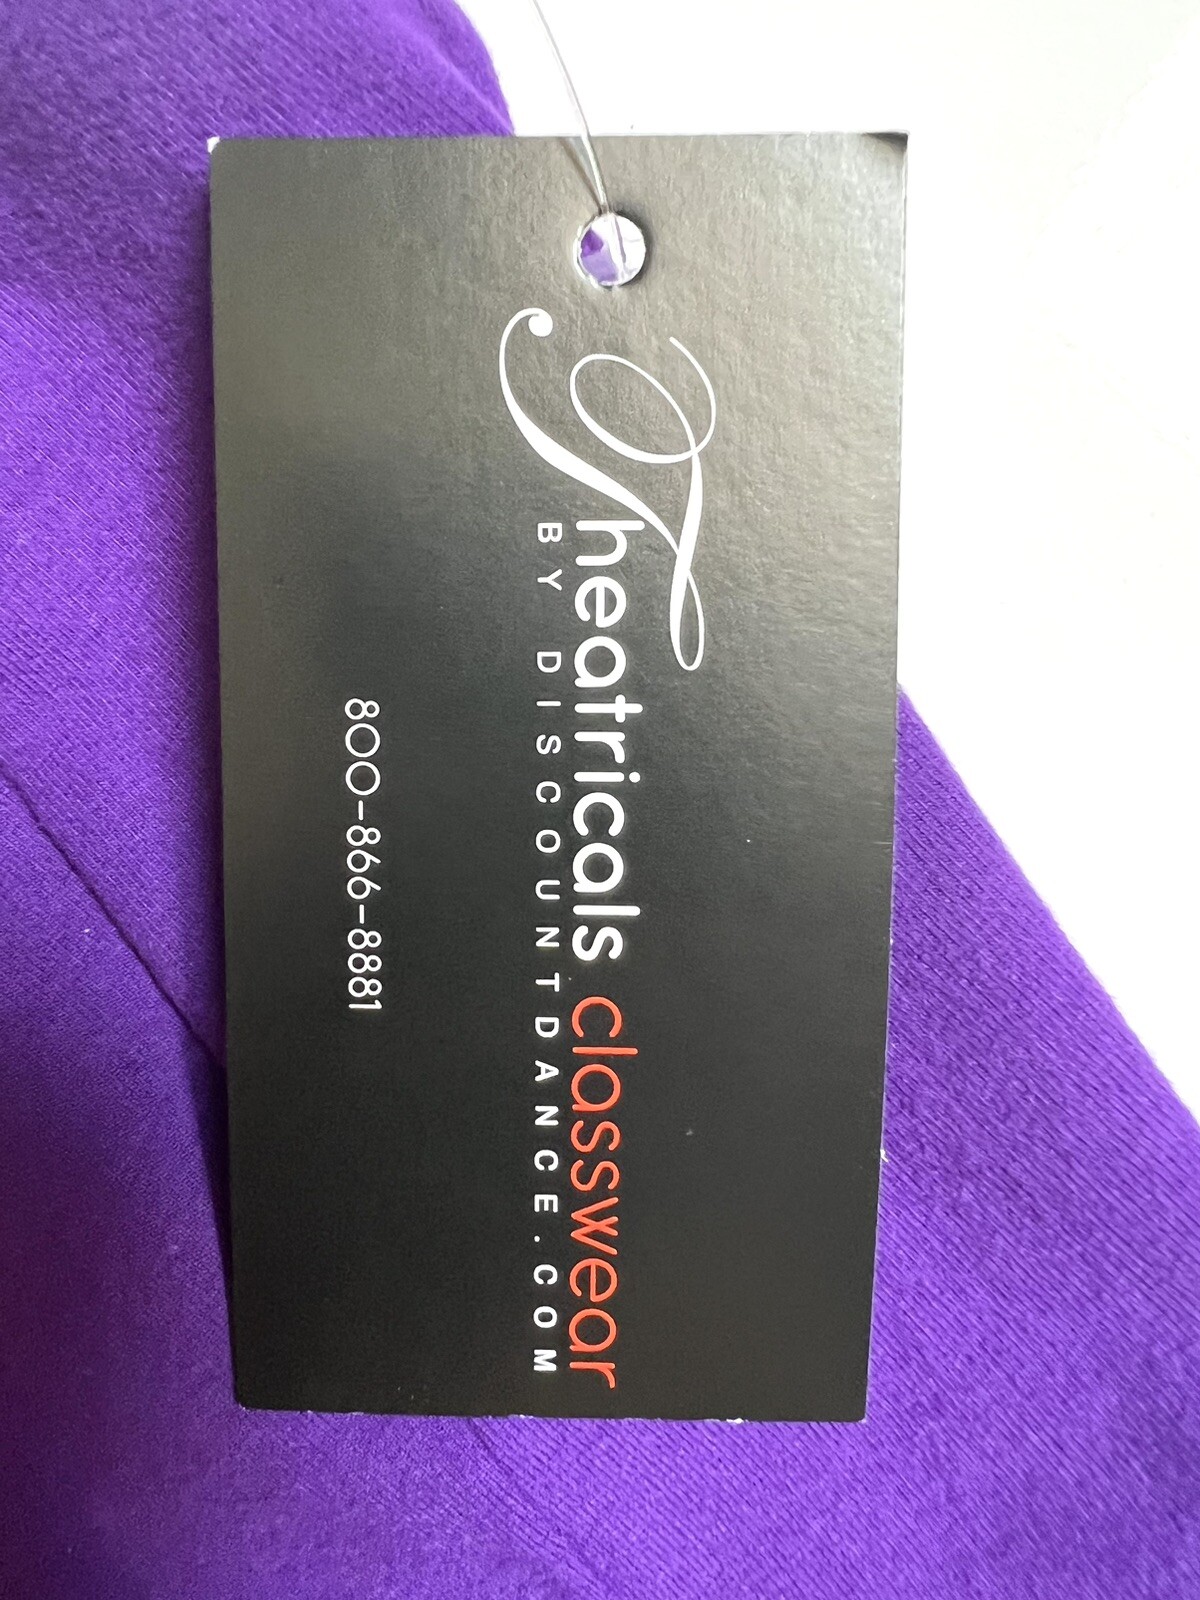 Theatricals classwear
BY DISCOUNTDANCE.COM
800-866-8881